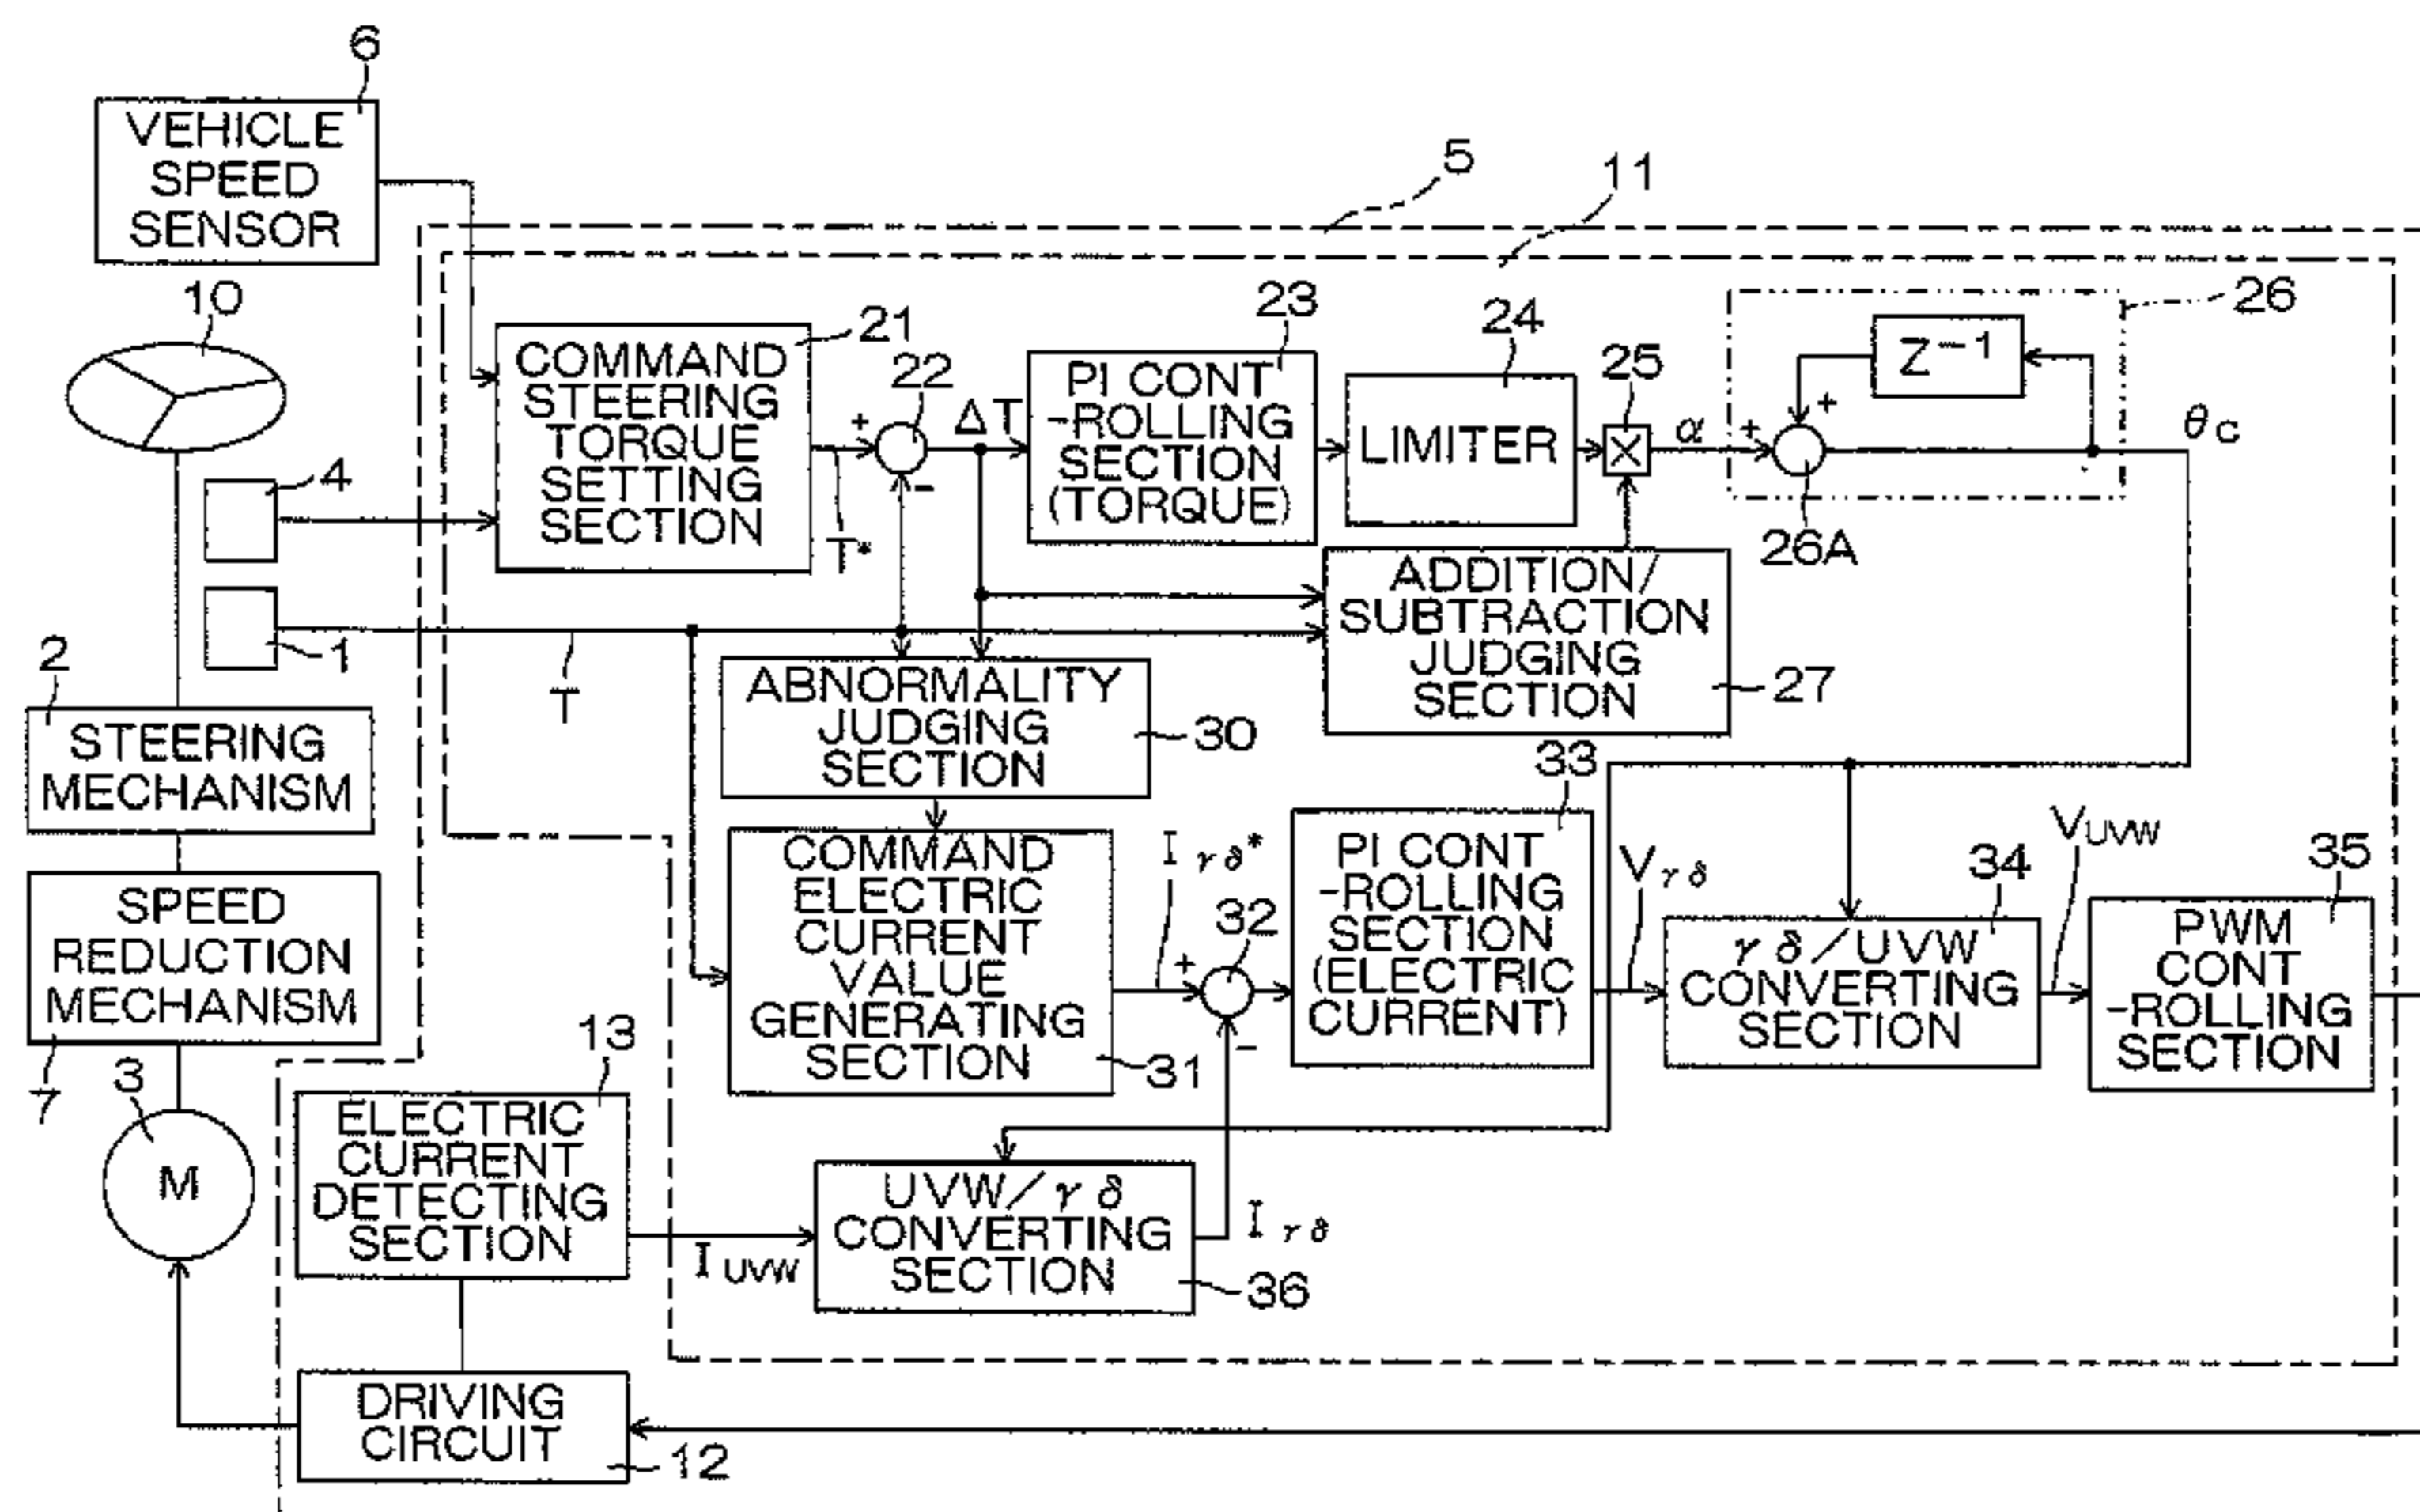 6
VEHICLE
SPEED
SENSOR
5
11
10
21
COMMAND
STEERING
TORQUE
SETTING
SECTION
22
+
-
T*
ΔT
23
PI CONT
-ROLLING
SECTION
(TORQUE)
24
LIMITER
25
α
26
Z⁻¹
+
+
26A
θc
4
1
T
ADDITION/
SUBTRACTION
JUDGING
SECTION
27
2
STEERING
MECHANISM
ABNORMALITY
JUDGING
SECTION
30
SPEED
REDUCTION
MECHANISM
7
COMMAND
ELECTRIC
CURRENT
VALUE
GENERATING
SECTION
31
Iγδ*
32
+
-
33
PI CONT
-ROLLING
SECTION
(ELECTRIC
CURRENT)
Vγδ
34
γδ/UVW
CONVERTING
SECTION
VUVW
35
PWM
CONT
-ROLLING
SECTION
3
M
13
ELECTRIC
CURRENT
DETECTING
SECTION
IUVW
UVW/γδ
CONVERTING
SECTION
36
Iγδ
DRIVING
CIRCUIT
12